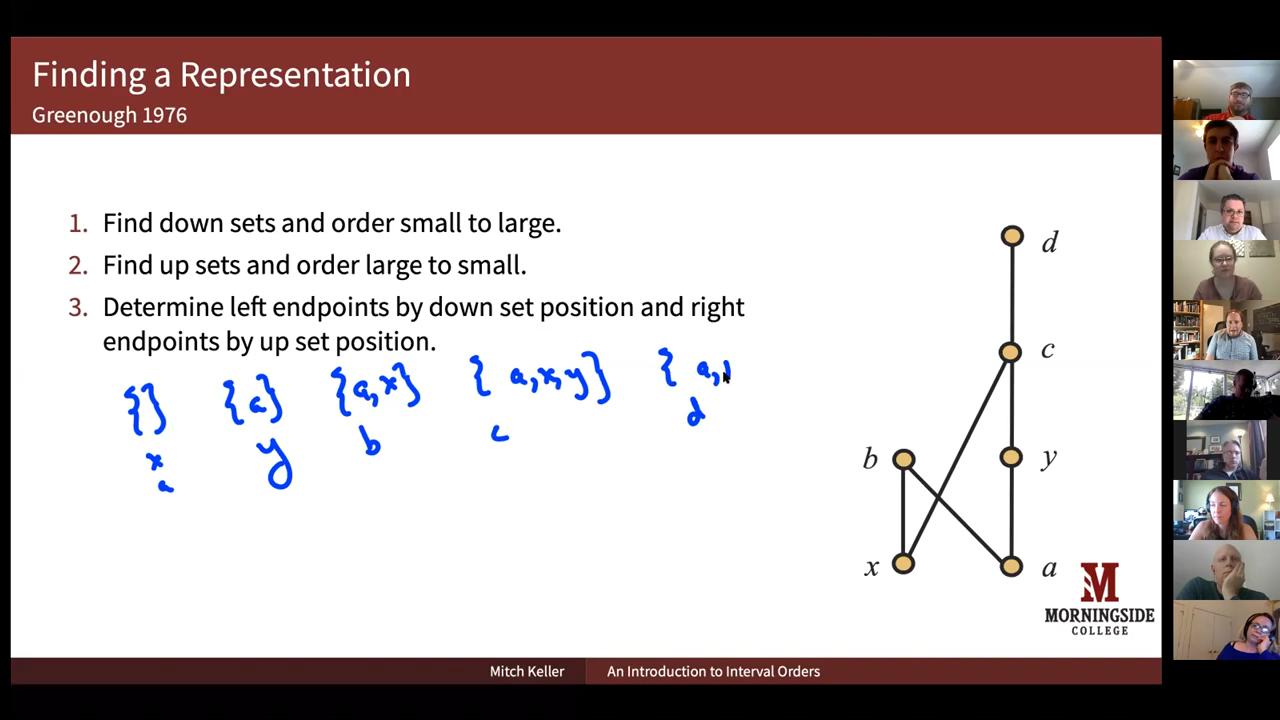 Finding a Representation
Greenough 1976
1. Find down sets and order small to large.
2. Find up sets and order large to small.
3. Determine left endpoints by down set position and right
endpoints by up set position.
{} {a} {a,x} {a,x,y} {a,
x y b c d
a
d
c
b y
x a
M
MORNINGSIDE
COLLEGE
Mitch Keller An Introduction to Interval Orders